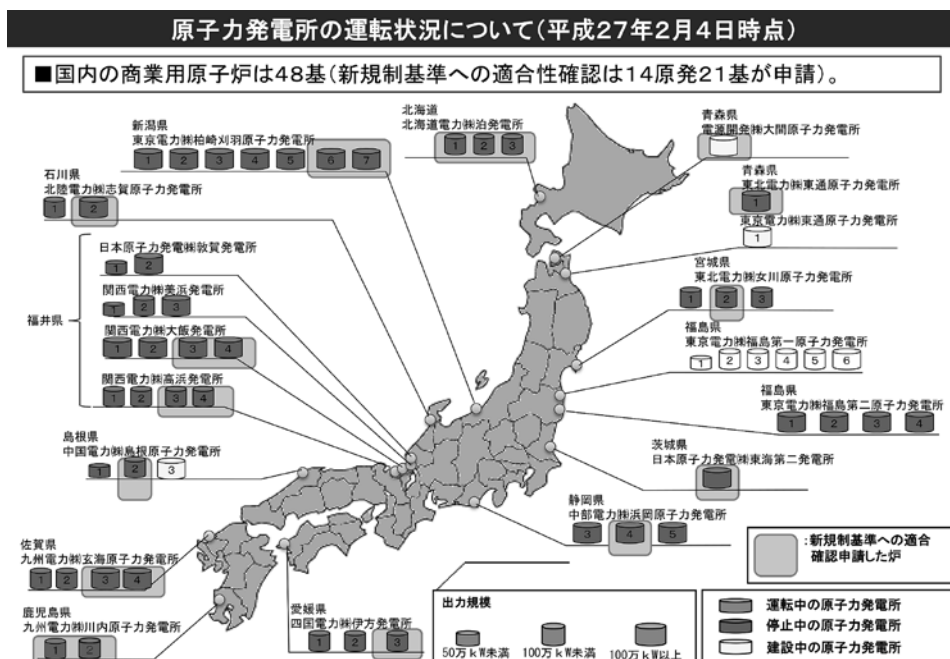 原子力発電所の運転状況について(平成27年2月4日時点)
■国内の商業用原子炉は48基(新規制基準への適合性確認は14原発21基が申請)。
北海道
北海道電力㈱泊発電所
1 2 3
青森県
電源開発㈱大間原子力発電所
青森県
東北電力㈱東通原子力発電所
1
東京電力㈱東通原子力発電所
1
新潟県
東京電力㈱柏崎刈羽原子力発電所
1 2 3 4 5 6 7
石川県
北陸電力㈱志賀原子力発電所
1 2
福井県
日本原子力発電㈱敦賀発電所
1 2
関西電力㈱美浜発電所
1 2 3
関西電力㈱大飯発電所
1 2 3 4
関西電力㈱高浜発電所
1 2 3 4
宮城県
東北電力㈱女川原子力発電所
1 2 3
福島県
東京電力㈱福島第一原子力発電所
1 2 3 4 5 6
福島県
東京電力㈱福島第二原子力発電所
1 2 3 4
茨城県
日本原子力発電㈱東海第二発電所
島根県
中国電力㈱島根原子力発電所
1 2 3
静岡県
中部電力㈱浜岡原子力発電所
3 4 5
佐賀県
九州電力㈱玄海原子力発電所
1 2 3 4
鹿児島県
九州電力㈱川内原子力発電所
1 2
愛媛県
四国電力㈱伊方発電所
1 2 3
:新規制基準への適合
確認申請した炉
出力規模
50万kW未満 100万kW未満 100万kW以上
運転中の原子力発電所
停止中の原子力発電所
建設中の原子力発電所